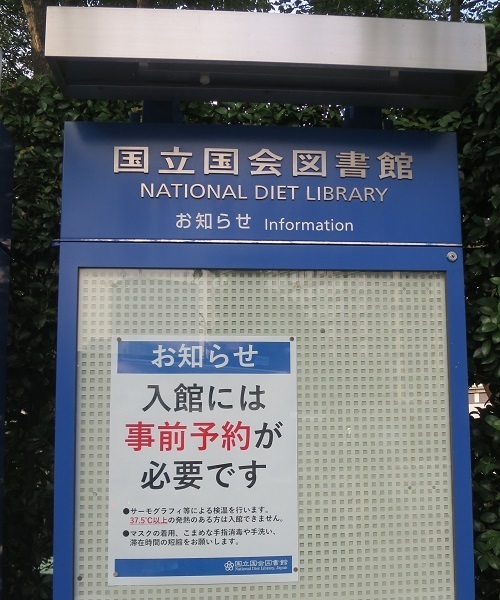 国立国会図書館
NATIONAL DIET LIBRARY
お知らせ Information
お知らせ
入館には
事前予約が
必要です
●サーモグラフィ等による検温を行います。
37.5℃以上の発熱のある方は入館できません。
●マスクの着用、こまめな手指消毒や手洗い、
滞在時間の短縮をお願いします。
国立国会図書館
National Diet Library, Japan